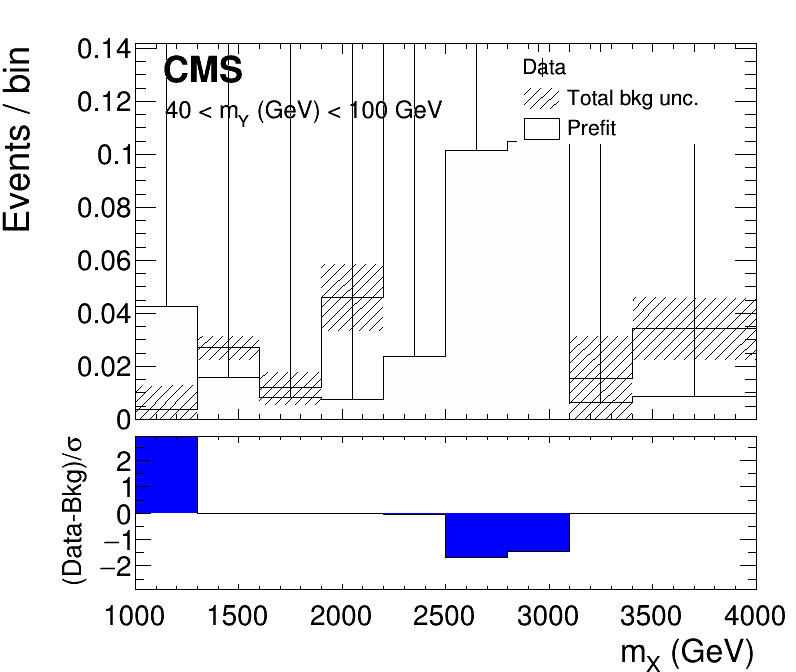 0.14
0.12
0.1
0.08
0.06
0.04
0.02
0
Events / bin
CMS
40 < m_Y (GeV) < 100 GeV
Data
Total bkg unc.
Prefit
2
1
0
−1
−2
(Data-Bkg)/σ
1000 1500 2000 2500 3000 3500 4000
m_X (GeV)